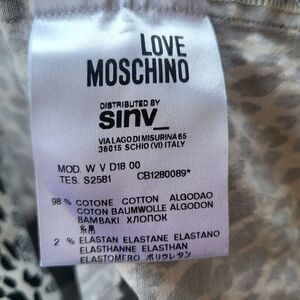 LOVE
MOSCHINO
DISTRIBUTED BY
sinv_
VIA LAGO DI MISURINA 65
36015 SCHIO (VI) ITALY
MOD. W V D18 00
TES. S2581 CB1280089*
98 % COTONE COTTON ALGODAO
COTON BAUMWOLLE ALGODON
BAMBAKI ХЛОПОК
2 % ELASTAN ELASTANE ELASTANO
ELASTHANNE ELASTHAN
ELASTOMERO ポリウレタン